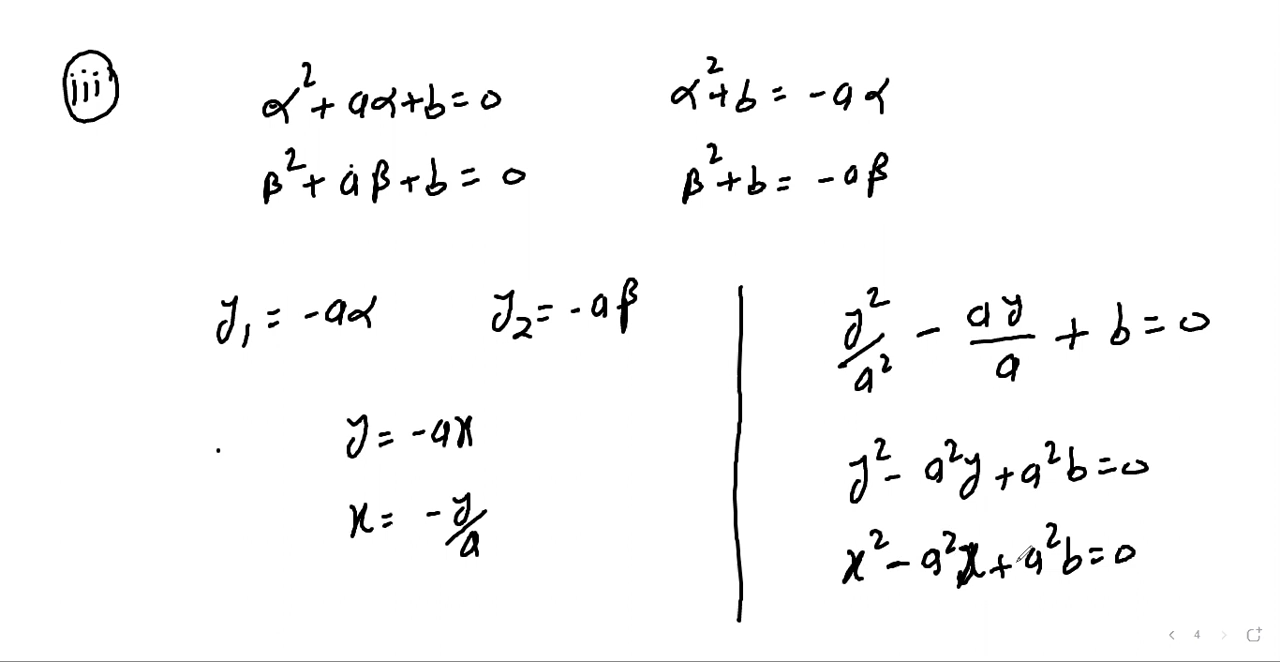 iii
α² + aα + b = 0    α² + b = -aα
β² + aβ + b = 0    β² + b = -aβ
y₁ = -aα    y₂ = -aβ
y = -ax
x = -y/a
y²/a² - ay/a + b = 0
y² - a²y + a²b = 0
x² - a²x + a²b = 0
< 4 >